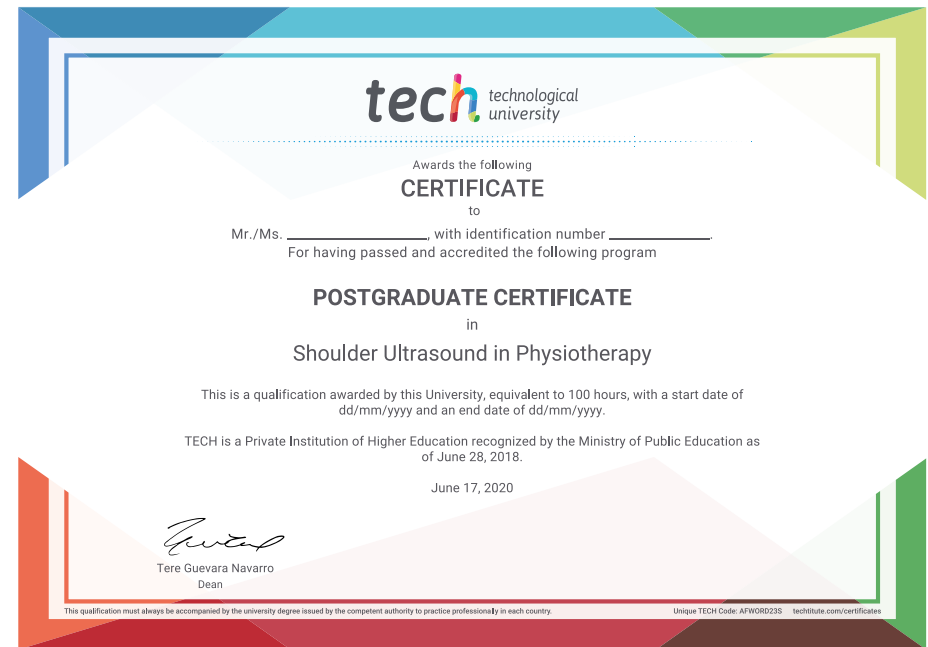 tech technological
university
Awards the following
CERTIFICATE
to
Mr./Ms. ____________________, with identification number ______________.
For having passed and accredited the following program
POSTGRADUATE CERTIFICATE
in
Shoulder Ultrasound in Physiotherapy
This is a qualification awarded by this University, equivalent to 100 hours, with a start date of
dd/mm/yyyy and an end date of dd/mm/yyyy.
TECH is a Private Institution of Higher Education recognized by the Ministry of Public Education as
of June 28, 2018.
June 17, 2020
Tere Guevara Navarro
Dean
This qualification must always be accompanied by the university degree issued by the competent authority to practice professionally in each country.
Unique TECH Code: AFWORD23S techtitute.com/certificates